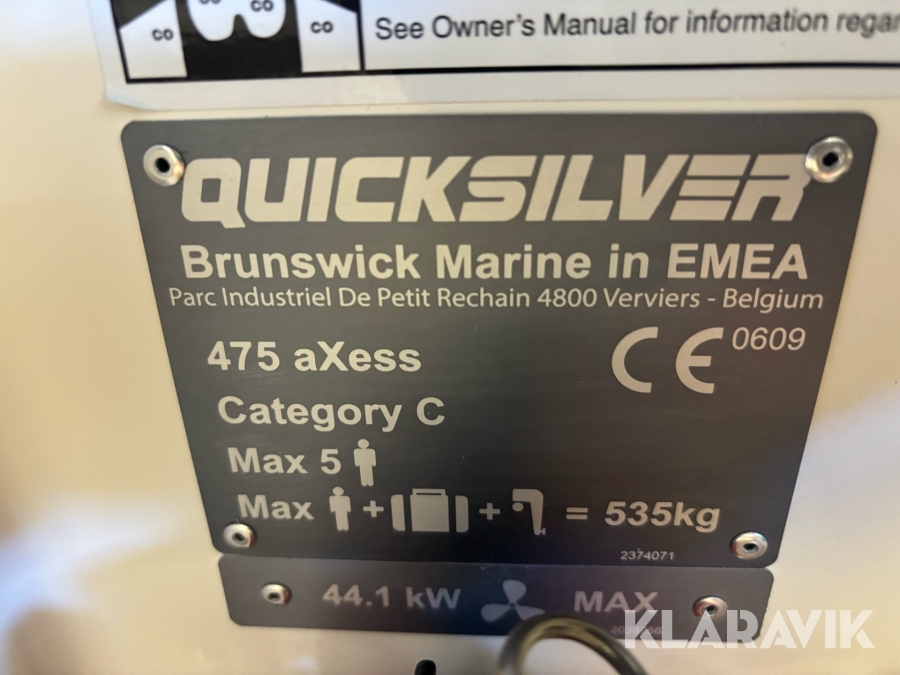 CO CO CO CO
See Owner's Manual for information regar
QUICKSILVER
Brunswick Marine in EMEA
Parc Industriel De Petit Rechain 4800 Verviers - Belgium
475 aXess
CE 0609
Category C
Max 5
Max + + = 535kg
2374071
44.1 kW MAX
KLARAVIK